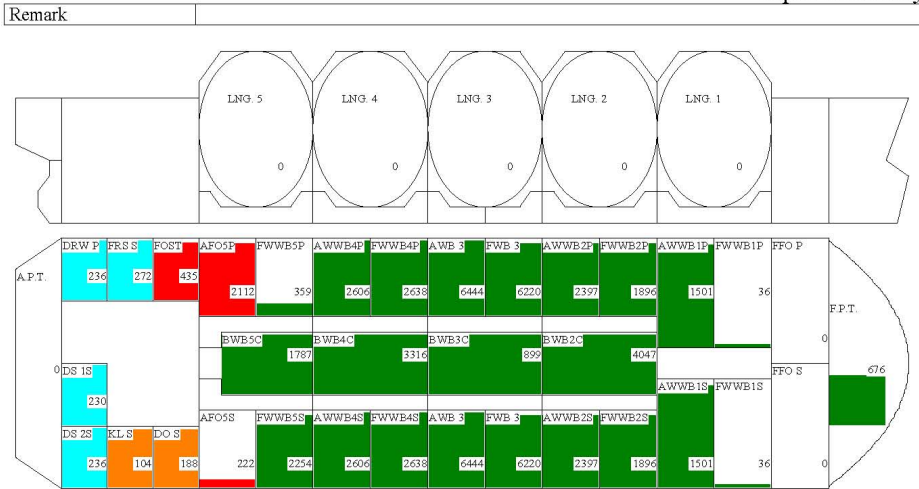 Remark
LNG. 5 LNG. 4 LNG. 3 LNG. 2 LNG. 1
0 0 0 0 0
DRW P FRS S FOST AFO5P FWWB5P AWWB4P FWWB4P AWB 3 FWB 3 AWWB2P FWWB2P AWWB1P FWWB1P FFO P
A.P.T. 236 272 435 2112 359 2606 2638 6444 6220 2397 1896 1501 36
F.P.T.
BWB5C BWB4C BWB3C BWB2C 0
1787 3316 899 4047
0 DS 1S FFO S 676
AWWB1S FWWB1S
230
AFO5S FWWB5S AWWB4S FWWB4S AWB 3 FWB 3 AWWB2S FWWB2S
DS 2S KL S DO S
236 104 188 222 2254 2606 2638 6444 6220 2397 1896 1501 36 0